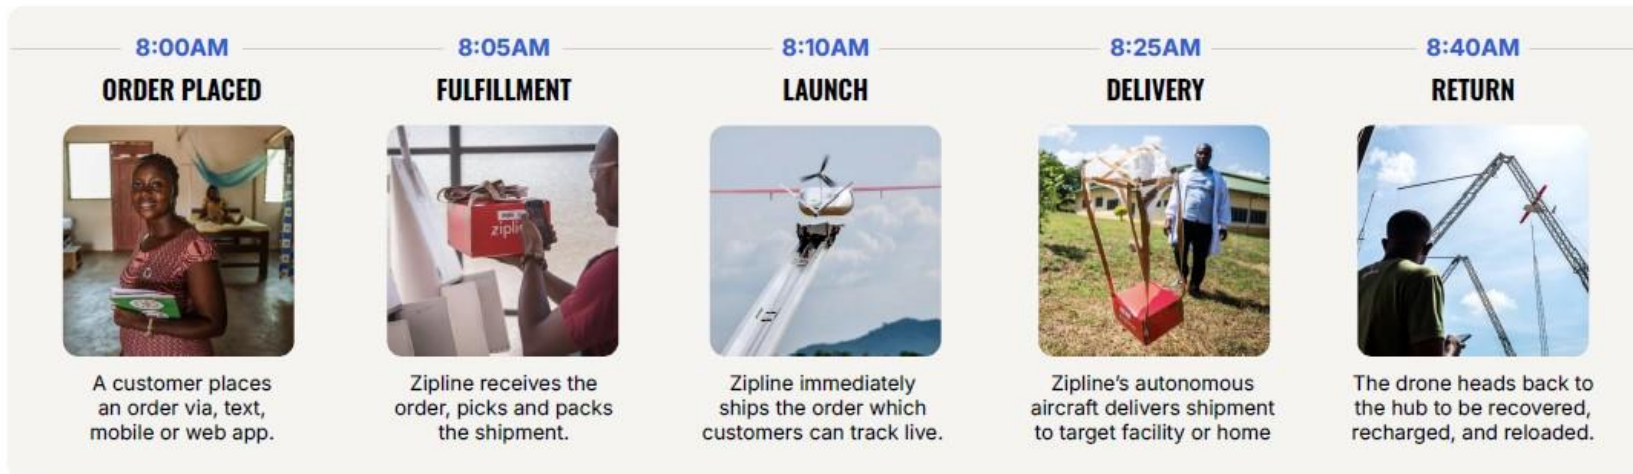 8:00AM
ORDER PLACED
A customer places
an order via, text,
mobile or web app.
8:05AM
FULFILLMENT
zipli
Zipline receives the
order, picks and packs
the shipment.
8:10AM
LAUNCH
Zipline immediately
ships the order which
customers can track live.
8:25AM
DELIVERY
Zipline’s autonomous
aircraft delivers shipment
to target facility or home
8:40AM
RETURN
The drone heads back to
the hub to be recovered,
recharged, and reloaded.